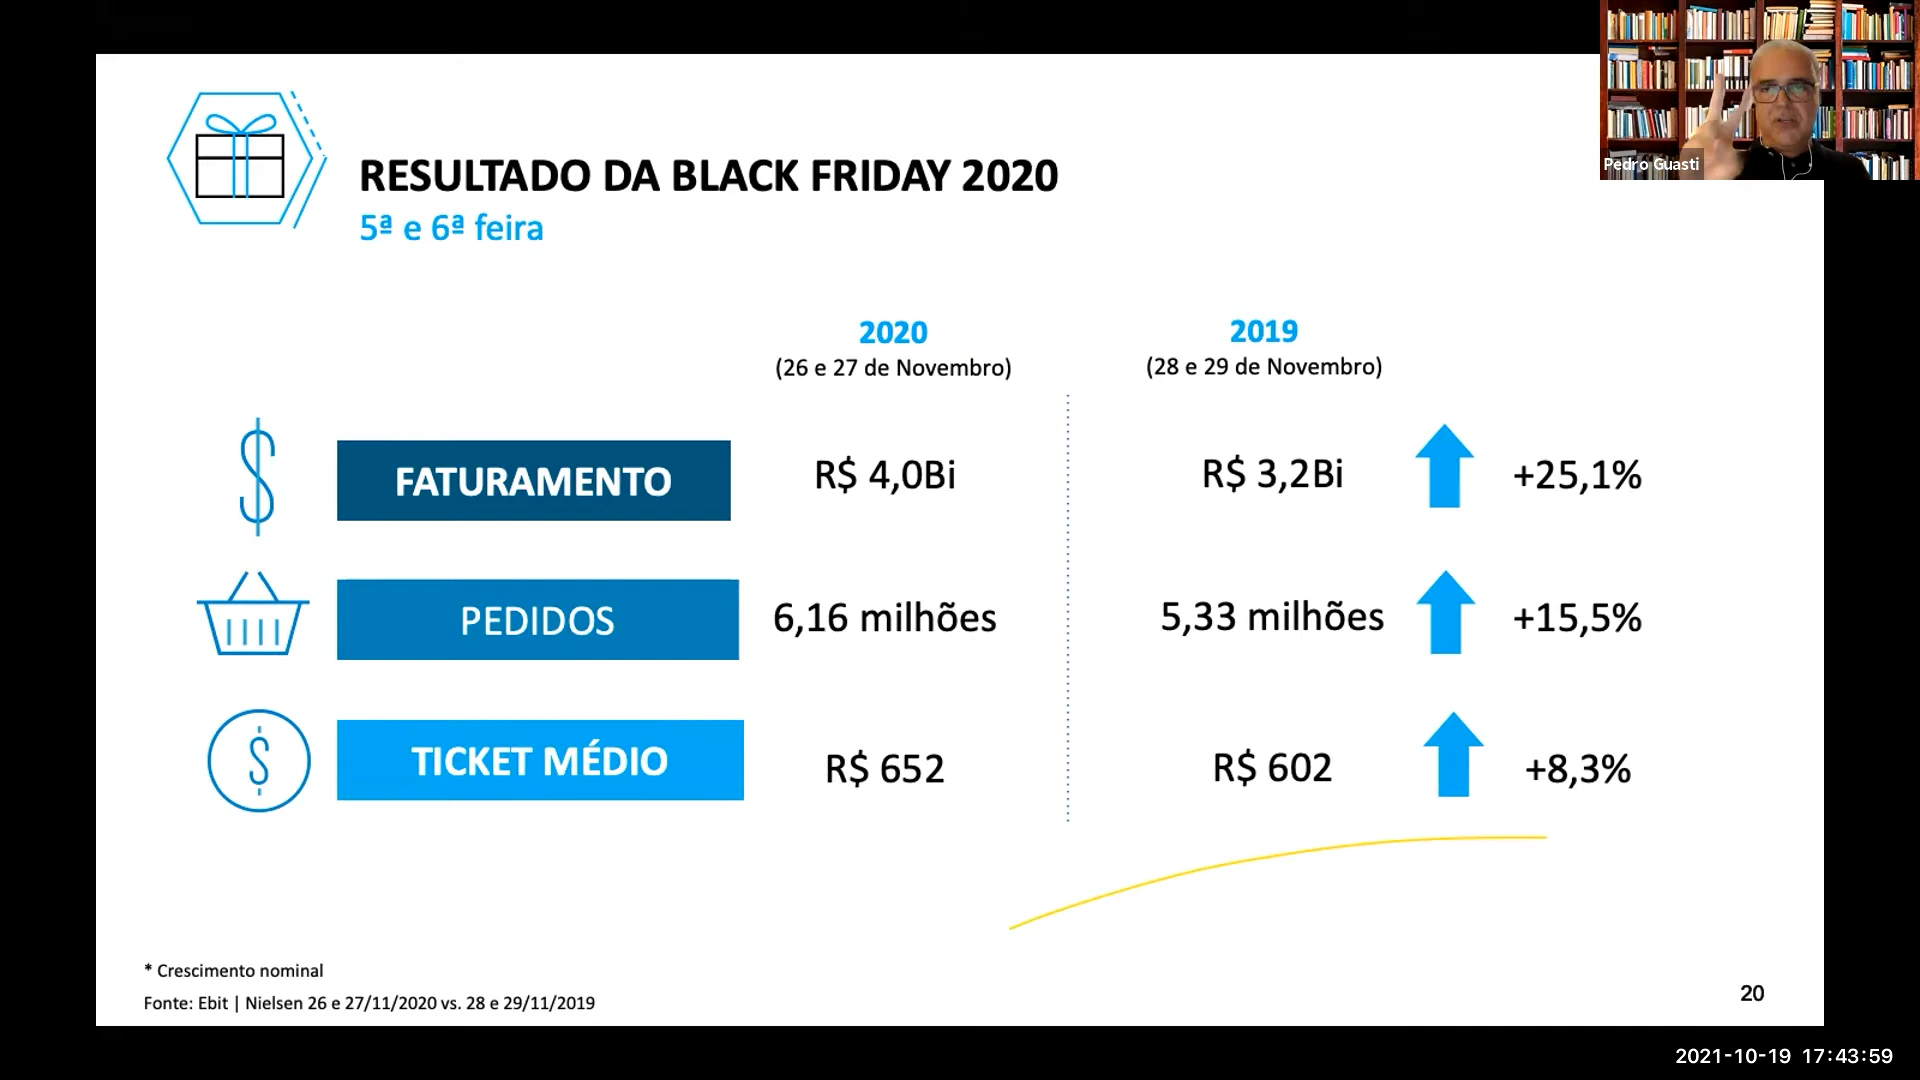 Pedro Guasti
RESULTADO DA BLACK FRIDAY 2020
5ª e 6ª feira
2020
(26 e 27 de Novembro)
2019
(28 e 29 de Novembro)
FATURAMENTO
R$ 4,0Bi
R$ 3,2Bi
+25,1%
PEDIDOS
6,16 milhões
5,33 milhões
+15,5%
TICKET MÉDIO
R$ 652
R$ 602
+8,3%
* Crescimento nominal
Fonte: Ebit | Nielsen 26 e 27/11/2020 vs. 28 e 29/11/2019
20
2021-10-19 17:43:59